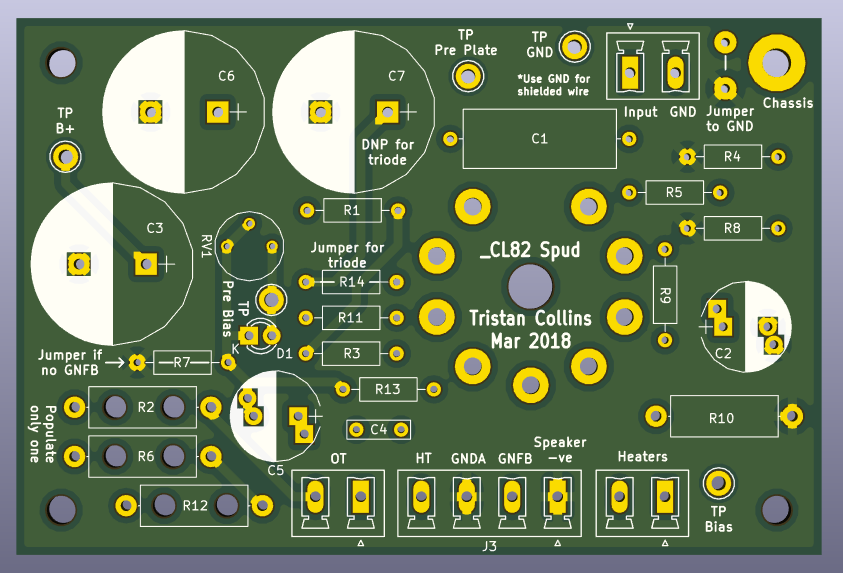 TP
Pre Plate
TP
GND
*Use GND for
shielded wire
Input
GND
Jumper
to GND
Chassis
C6
C7
DNP for
triode
TP
B+
C1
R4
R5
R8
R1
C3
RV1
Jumper for
triode
R14
_CL82 Spud
R9
TP
Pre Bias
R11
Tristan Collins
Mar 2018
K
D1
R3
C2
Jumper if
no GNFB
R7
R13
R2
Populate
only one
R6
C5
C4
R10
R12
OT
HT
GNDA
GNFB
Speaker
-ve
Heaters
J3
TP
Bias